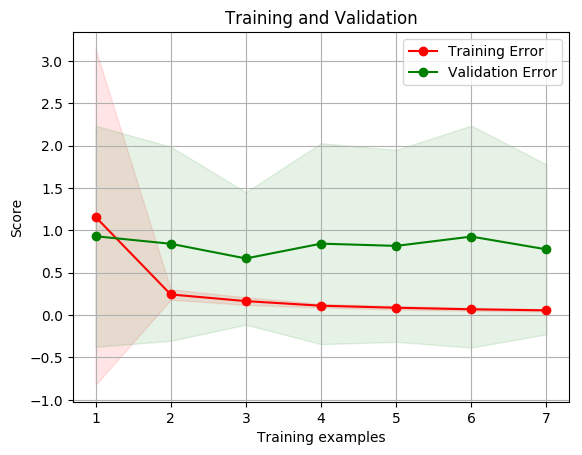 Training and Validation
Training Error
Validation Error
3.0
2.5
2.0
1.5
1.0
0.5
0.0
−0.5
−1.0
Score
1 2 3 4 5 6 7
Training examples